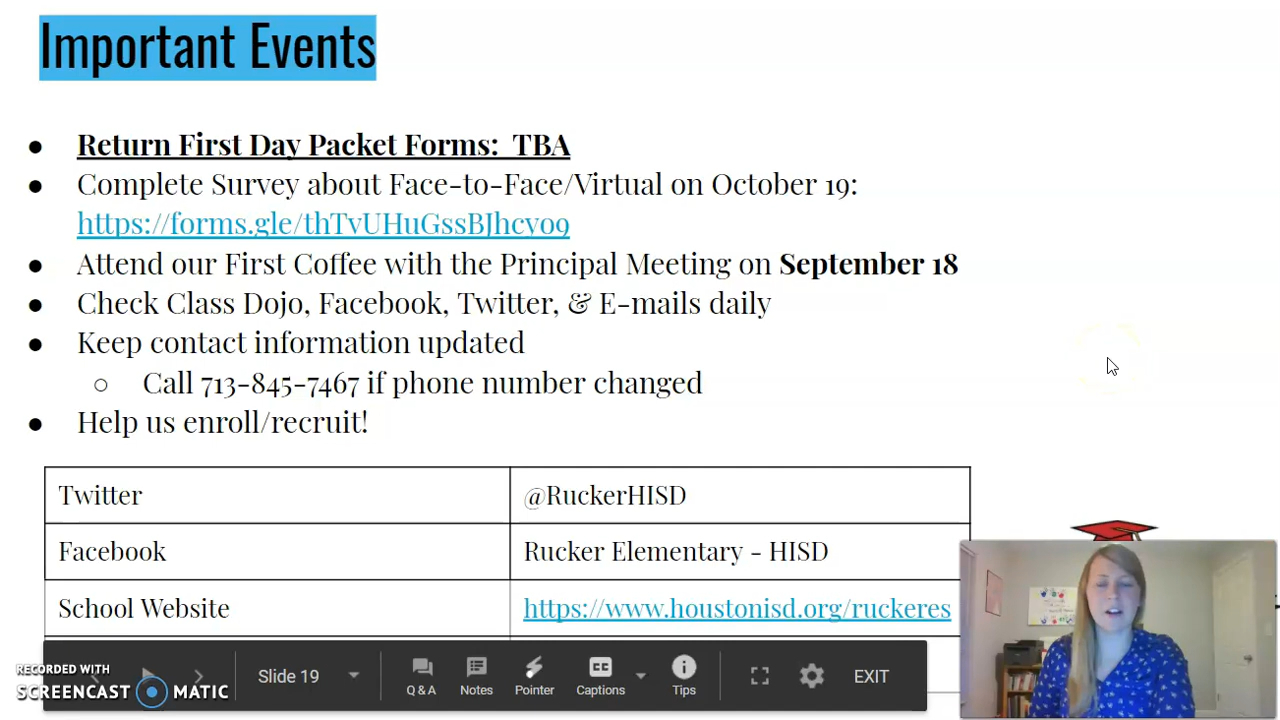 Important Events
● Return First Day Packet Forms:  TBA
● Complete Survey about Face-to-Face/Virtual on October 19:
https://forms.gle/thTvUHuGssBJhcyo9
● Attend our First Coffee with the Principal Meeting on September 18
● Check Class Dojo, Facebook, Twitter, & E-mails daily
● Keep contact information updated
○ Call 713-845-7467 if phone number changed
● Help us enroll/recruit!
Twitter @RuckerHISD
Facebook Rucker Elementary - HISD
School Website https://www.houstonisd.org/ruckeres
RECORDED WITH
SCREENCAST MATIC
Slide 19
Q & A Notes Pointer CC Captions Tips EXIT